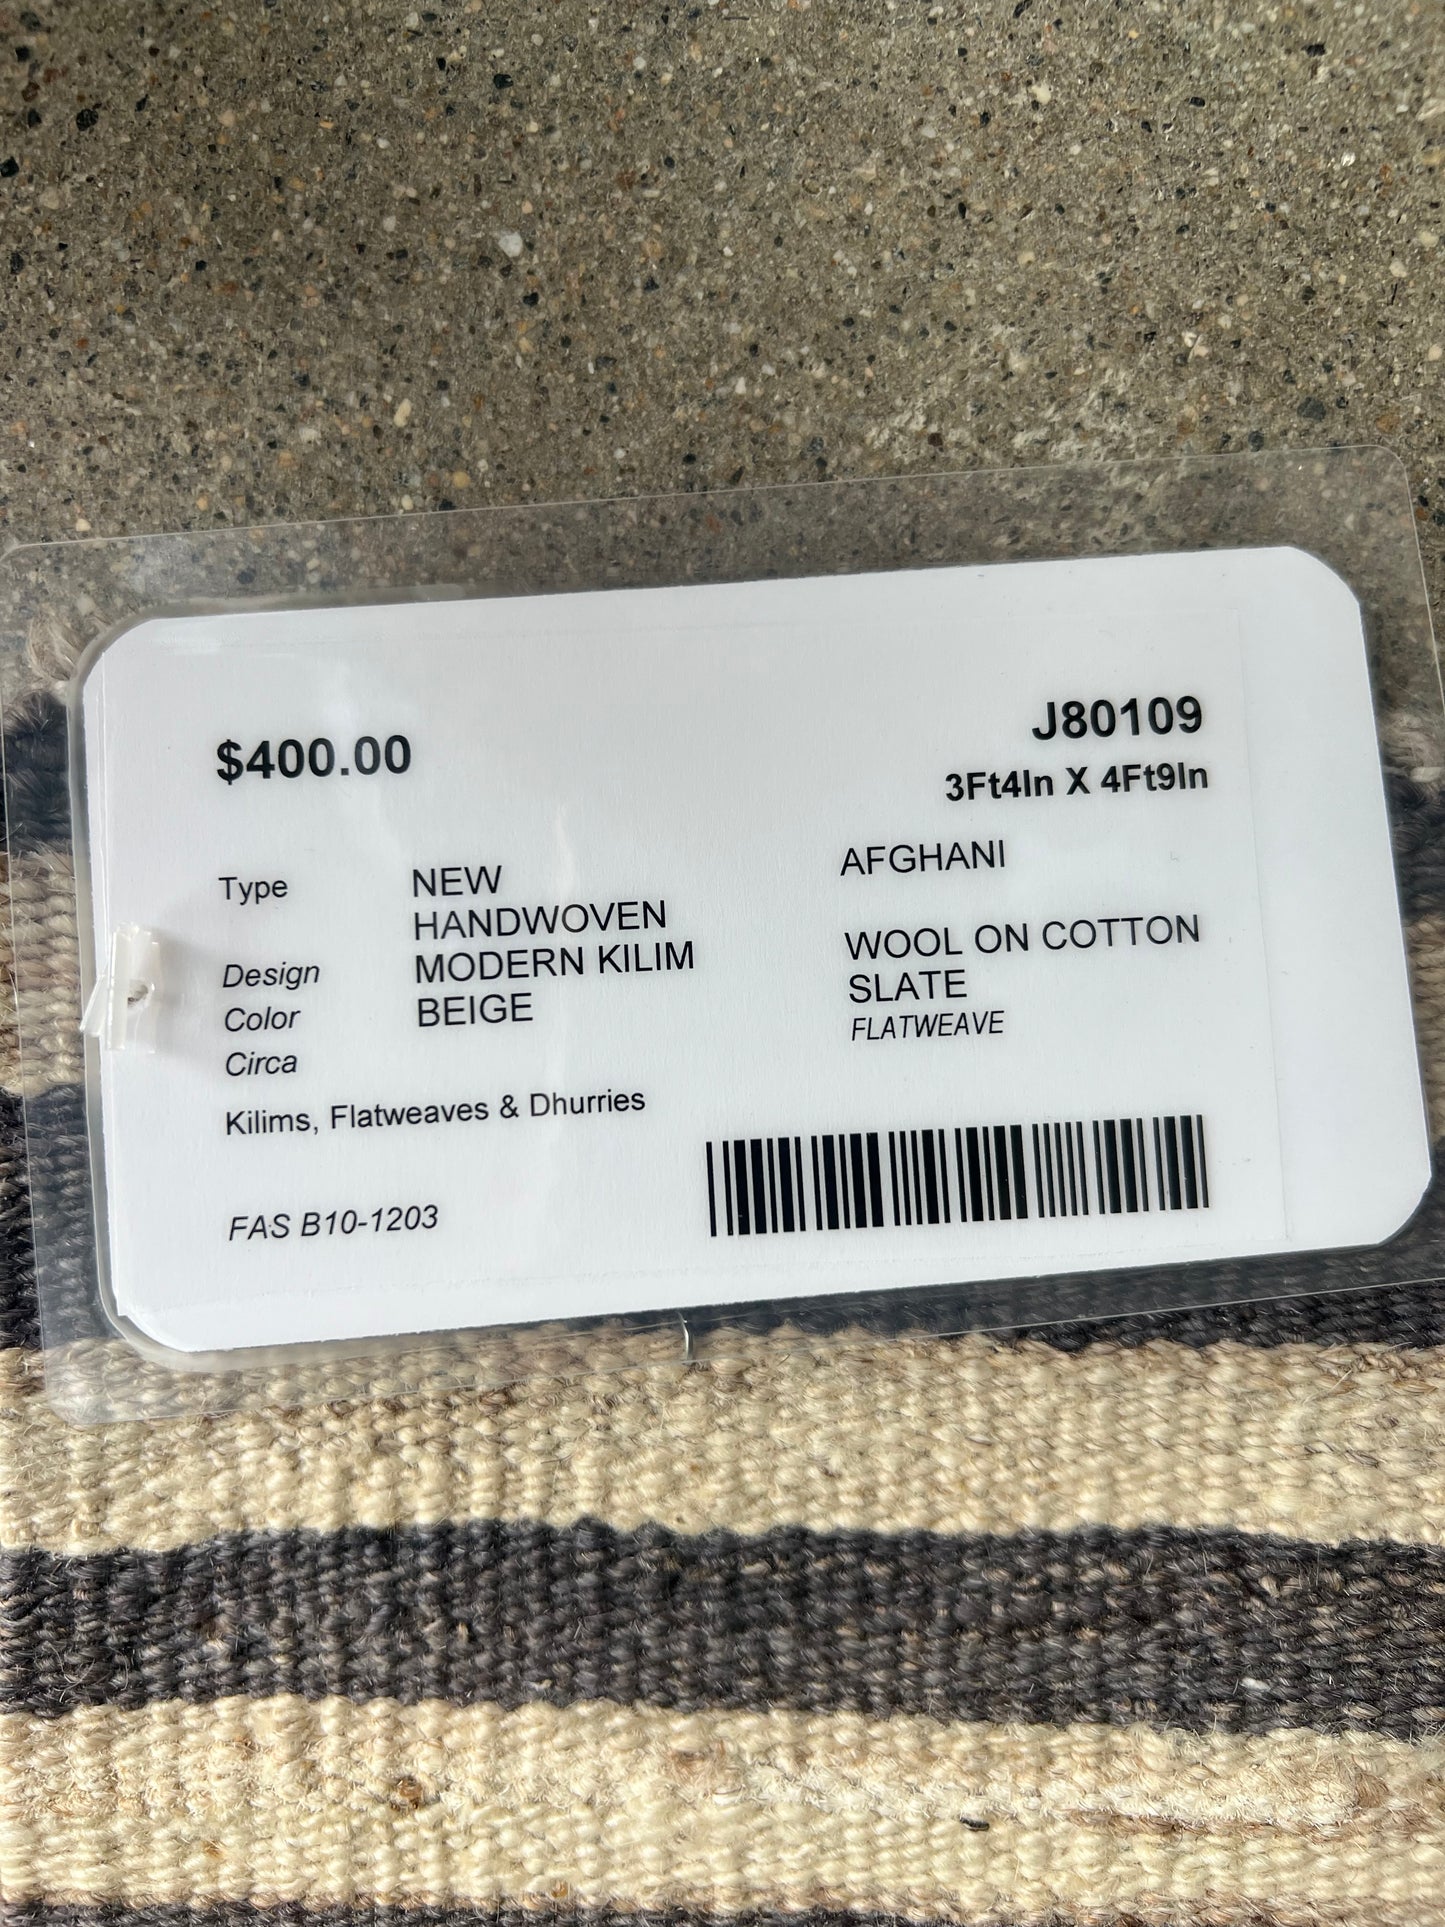 $400.00
J80109
3Ft4In X 4Ft9In
Type NEW AFGHANI
HANDWOVEN
Design MODERN KILIM WOOL ON COTTON
Color BEIGE SLATE
Circa FLATWEAVE
Kilims, Flatweaves & Dhurries
FAS B10-1203